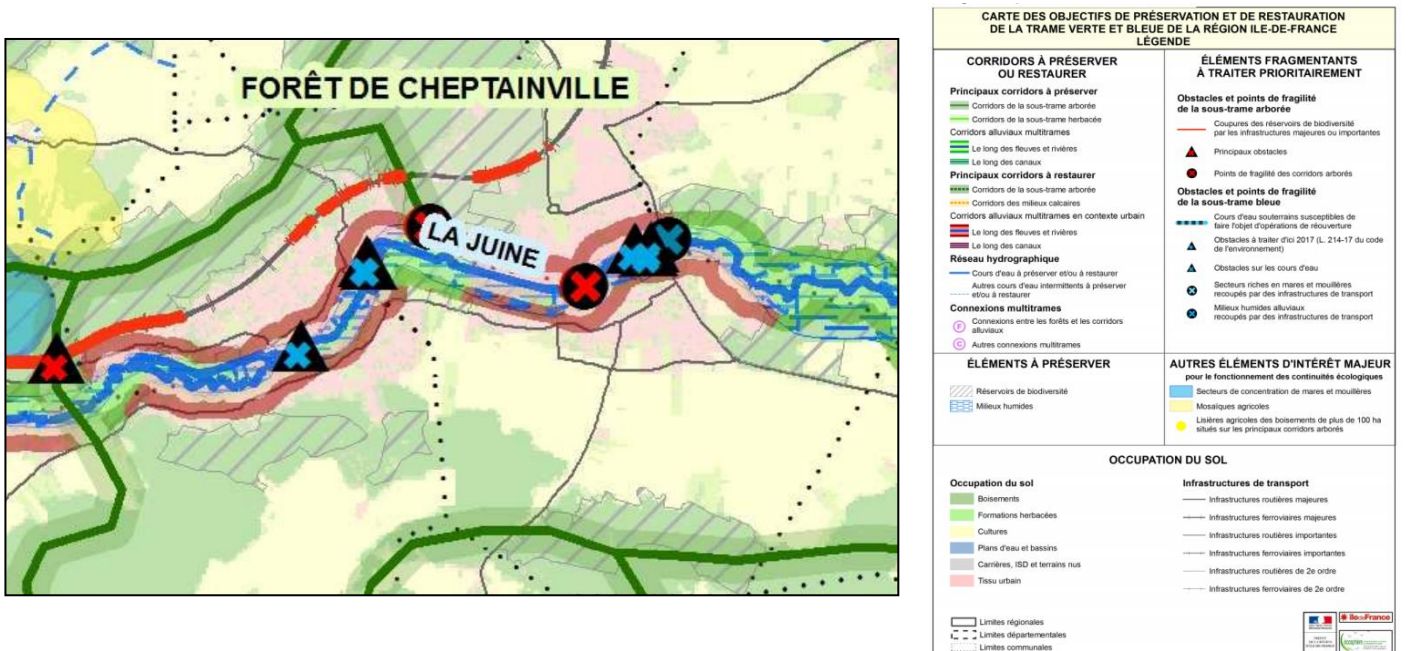 FORÊT DE CHEPTAINVILLE
LA JUINE
CARTE DES OBJECTIFS DE PRÉSERVATION ET DE RESTAURATION
DE LA TRAME VERTE ET BLEUE DE LA RÉGION ILE-DE-FRANCE
LÉGENDE
CORRIDORS À PRÉSERVER
OU RESTAURER
Principaux corridors à préserver
Corridors de la sous-trame arborée
Corridors de la sous-trame herbacée
Corridors alluviaux multitrames
Le long des fleuves et rivières
Le long des canaux
Principaux corridors à restaurer
Corridors de la sous-trame arborée
Corridors des milieux calcaires
Corridors alluviaux multitrames en contexte urbain
Le long des fleuves et rivières
Le long des canaux
Réseau hydrographique
Cours d'eau à préserver et/ou à restaurer
Autres cours d'eau intermittents à préserver
et/ou à restaurer
Connexions multitrames
F
Connexions entre les forêts et les corridors
alluviaux
C
Autres connexions multitrames
ÉLÉMENTS FRAGMENTANTS
À TRAITER PRIORITAIREMENT
Obstacles et points de fragilité
de la sous-trame arborée
Coupures des réservoirs de biodiversité
par les infrastructures majeures ou importantes
Principaux obstacles
Points de fragilité des corridors arborés
Obstacles et points de fragilité
de la sous-trame bleue
Cours d'eau souterrains susceptibles de
faire l'objet d'opérations de réouverture
Obstacles à traiter d'ici 2017 (L. 214-17 du code
de l'environnement)
Obstacles sur les cours d'eau
Secteurs riches en mares et mouillères
recoupés par des infrastructures de transport
Milieux humides alluviaux
recoupés par des infrastructures de transport
ÉLÉMENTS À PRÉSERVER
Réservoirs de biodiversité
Milieux humides
AUTRES ÉLÉMENTS D'INTÉRÊT MAJEUR
pour le fonctionnement des continuités écologiques
Secteurs de concentration de mares et mouillères
Mosaïques agricoles
Lisières agricoles des boisements de plus de 100 ha
situés sur les principaux corridors arborés
OCCUPATION DU SOL
Occupation du sol
Boisements
Formations herbacées
Cultures
Plans d'eau et bassins
Carrières, ISD et terrains nus
Tissu urbain
Infrastructures de transport
Infrastructures routières majeures
Infrastructures ferroviaires majeures
Infrastructures routières importantes
Infrastructures ferroviaires importantes
Infrastructures routières de 2e ordre
Infrastructures ferroviaires de 2e ordre
Limites régionales
Limites départementales
Limites communales
île de France